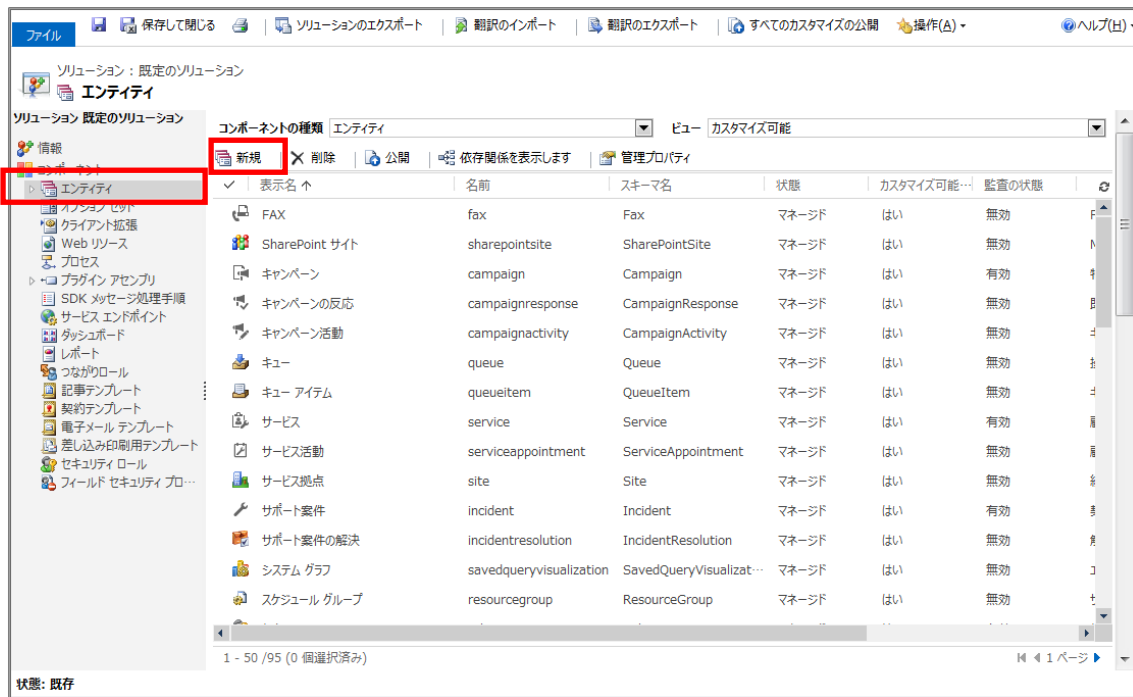 ファイル 保存して閉じる ソリューションのエクスポート 翻訳のインポート 翻訳のエクスポート すべてのカスタマイズの公開 操作(A) ヘルプ(H)
ソリューション : 既定のソリューション
エンティティ
ソリューション 既定のソリューション
情報
コンポーネント
エンティティ
オプション セット
クライアント拡張
Web リソース
プロセス
プラグイン アセンブリ
SDK メッセージ処理手順
サービス エンドポイント
ダッシュボード
レポート
つながりロール
記事テンプレート
契約テンプレート
電子メール テンプレート
差し込み印刷用テンプレート
セキュリティ ロール
フィールド セキュリティ プロ…
コンポーネントの種類 エンティティ ビュー カスタマイズ可能
新規 削除 公開 依存関係を表示します 管理プロパティ
表示名 名前 スキーマ名 状態 カスタマイズ可能… 監査の状態
FAX fax Fax マネージド はい 無効
SharePoint サイト sharepointsite SharePointSite マネージド はい 無効
キャンペーン campaign Campaign マネージド はい 有効
キャンペーンの反応 campaignresponse CampaignResponse マネージド はい 無効
キャンペーン活動 campaignactivity CampaignActivity マネージド はい 無効
キュー queue Queue マネージド はい 無効
キュー アイテム queueitem QueueItem マネージド はい 無効
サービス service Service マネージド はい 有効
サービス活動 serviceappointment ServiceAppointment マネージド はい 無効
サービス拠点 site Site マネージド はい 無効
サポート案件 incident Incident マネージド はい 有効
サポート案件の解決 incidentresolution IncidentResolution マネージド はい 無効
システム グラフ savedqueryvisualization SavedQueryVisualizat… マネージド はい 無効
スケジュール グループ resourcegroup ResourceGroup マネージド はい 無効
1 - 50 /95 (0 個選択済み) 1 ページ
状態: 既存